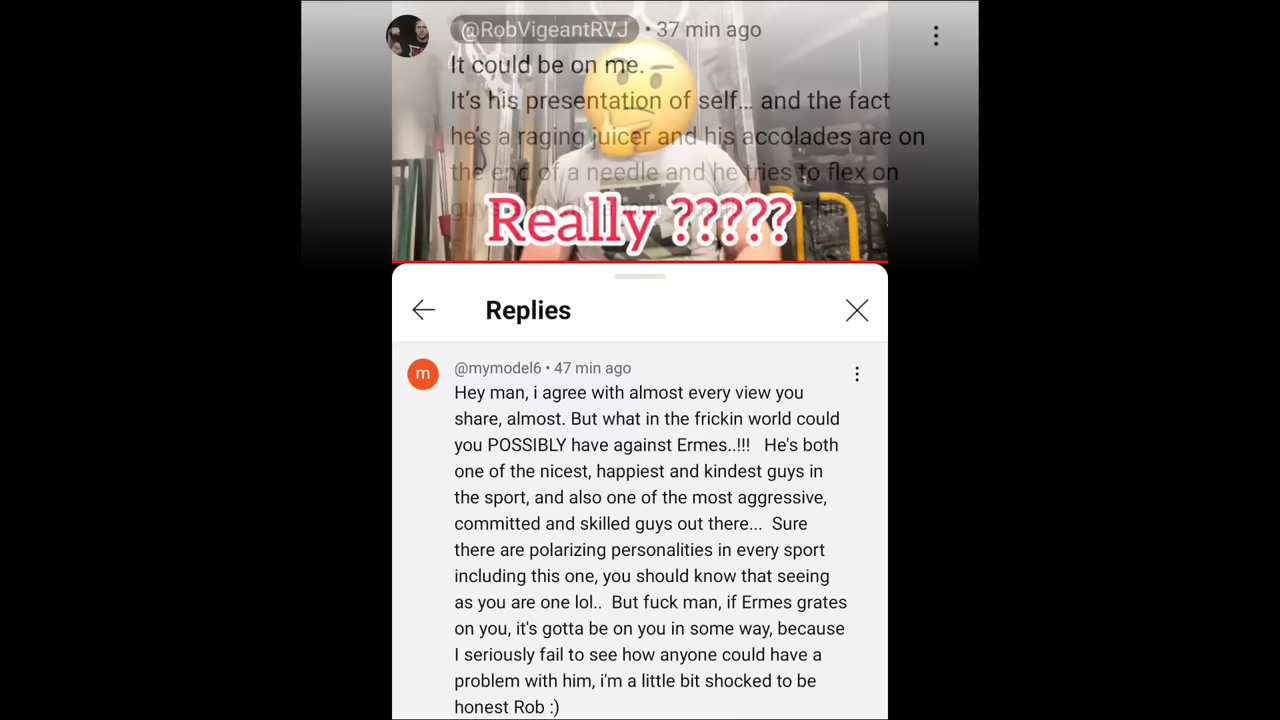 @RobVigeantRVJ • 37 min ago
It could be on me.
It's his presentation of self... and the fact
he's a raging juicer and his accolades are on
the end of a needle and he tries to flex on
guys
Really ?????
Replies
m
@mymodel6 • 47 min ago
Hey man, i agree with almost every view you
share, almost. But what in the frickin world could
you POSSIBLY have against Ermes..!!!   He's both
one of the nicest, happiest and kindest guys in
the sport, and also one of the most aggressive,
committed and skilled guys out there...  Sure
there are polarizing personalities in every sport
including this one, you should know that seeing
as you are one lol..  But fuck man, if Ermes grates
on you, it's gotta be on you in some way, because
I seriously fail to see how anyone could have a
problem with him, i'm a little bit shocked to be
honest Rob :)